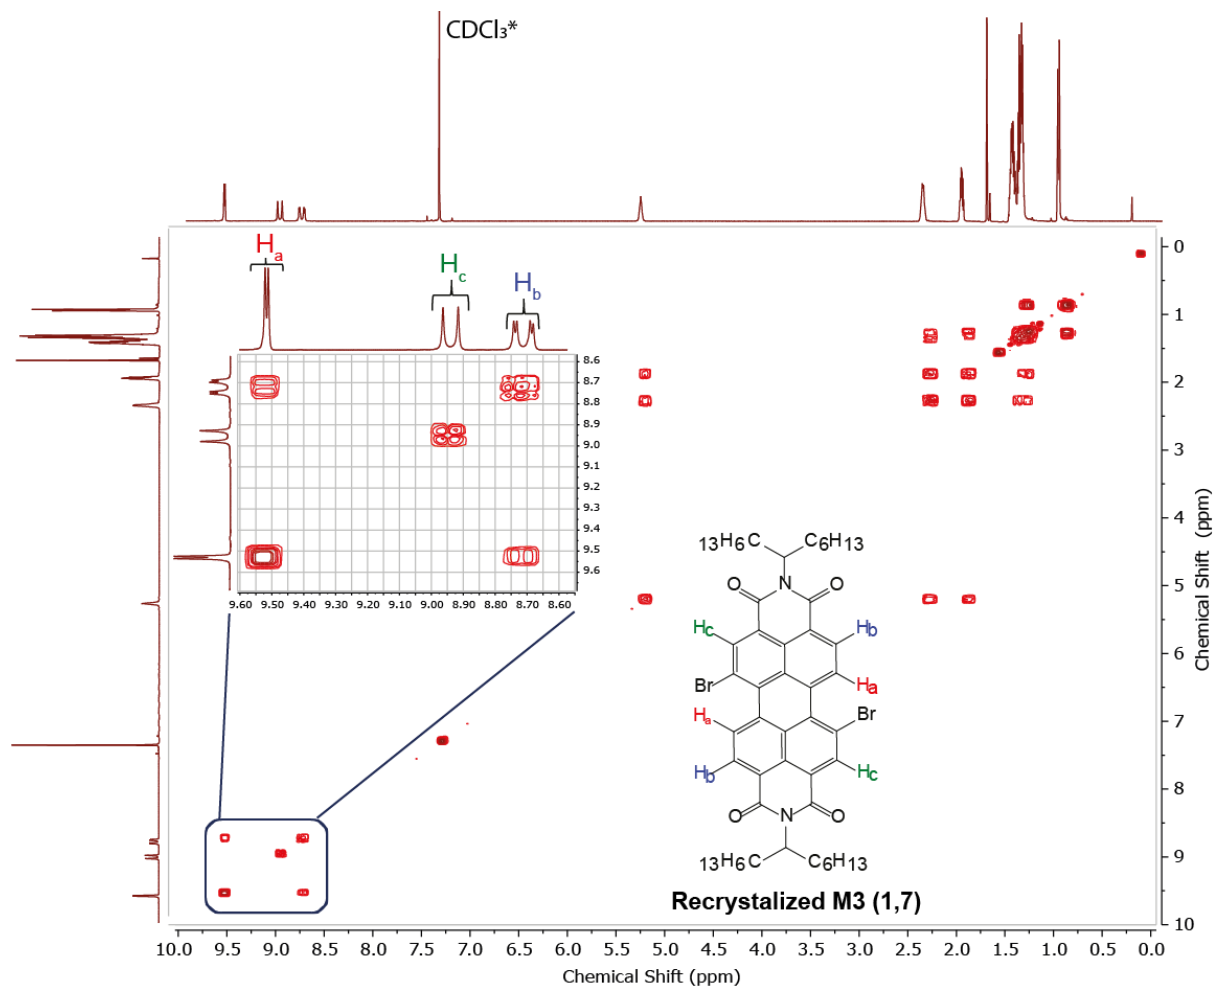 CDCl₃*
Hₐ
H꜀
H_b
0
1
2
3
4
5
6
7
8
9
10
Chemical Shift (ppm)
8.6
8.7
8.8
8.9
9.0
9.1
9.2
9.3
9.4
9.5
9.6
9.60 9.50 9.40 9.30 9.20 9.10 9.00 8.90 8.80 8.70 8.60
13H6C C6H13
O N O
Hc Hb
Br Ha
Ha Br
Hb Hc
O N O
13H6C C6H13
Recrystalized M3 (1,7)
10.0 9.5 9.0 8.5 8.0 7.5 7.0 6.5 6.0 5.5 5.0 4.5 4.0 3.5 3.0 2.5 2.0 1.5 1.0 0.5 0.0
Chemical Shift (ppm)